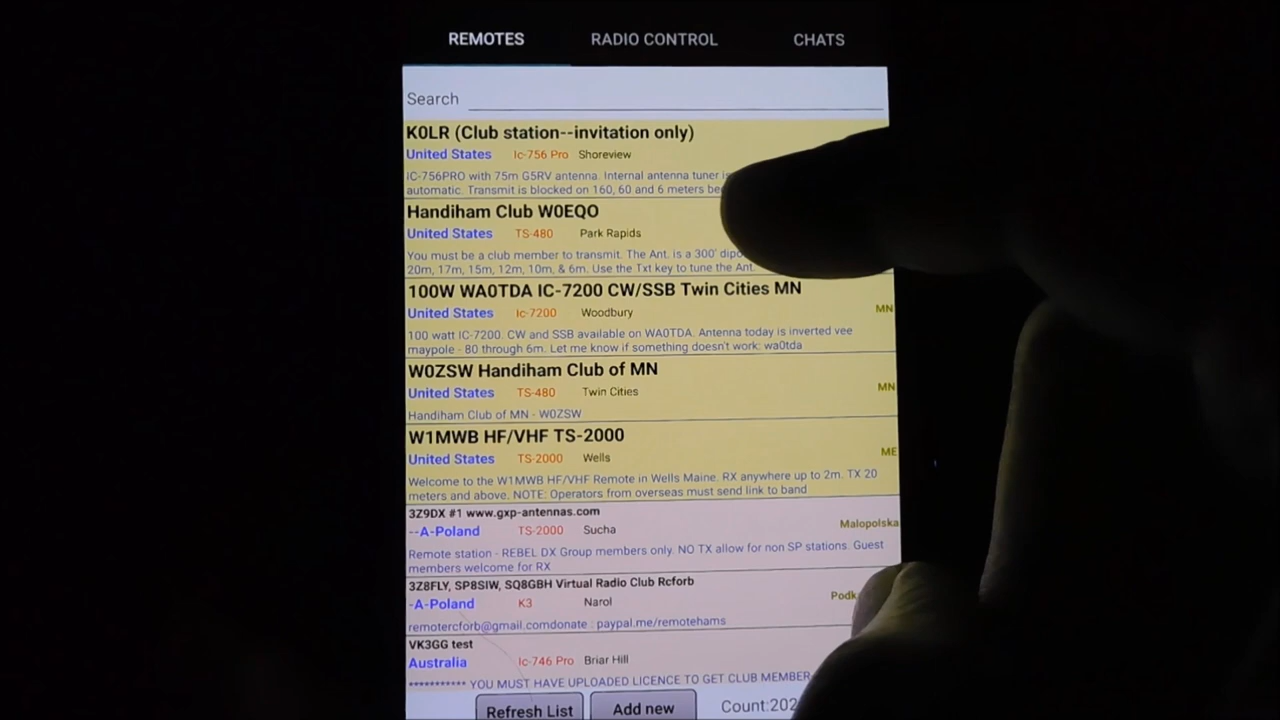 REMOTES RADIO CONTROL CHATS
Search
K0LR (Club station--invitation only)
United States Ic-756 Pro Shoreview
IC-756PRO with 75m G5RV antenna. Internal antenna tuner
automatic. Transmit is blocked on 160, 60 and 6 meters
Handiham Club W0EQO
United States TS-480 Park Rapids
You must be a club member to transmit. The Ant. is a 300'
20m, 17m, 15m, 12m, 10m, & 6m. Use the Txt key to tune the Ant.
100W WA0TDA IC-7200 CW/SSB Twin Cities MN
United States Ic-7200 Woodbury MN
100 watt IC-7200. CW and SSB available on WA0TDA. Antenna today is inverted vee
maypole - 80 through 6m. Let me know if something doesn't work: wa0tda
W0ZSW Handiham Club of MN
United States TS-480 Twin Cities MN
Handiham Club of MN - W0ZSW
W1MWB HF/VHF TS-2000
United States TS-2000 Wells ME
Welcome to the W1MWB HF/VHF Remote in Wells Maine. RX anywhere up to 2m. TX 20
meters and above. NOTE: Operators from overseas must send link to band
3Z9DX #1 www.gxp-antennas.com
--A-Poland TS-2000 Sucha Malopolska
Remote station - REBEL DX Group members only. NO TX allow for non SP stations. Guest
members welcome for RX
3Z8FLY, SP8SIW, SQ8GBH Virtual Radio Club Rcforb
-A-Poland K3 Narol
remotercforb@gmail.comdonate : paypal.me/remotehams
VK3GG test
Australia Ic-746 Pro Briar Hill
*********** YOU MUST HAVE UPLOADED LICENCE TO GET CLUB MEMBER
Refresh List Add new Count:202